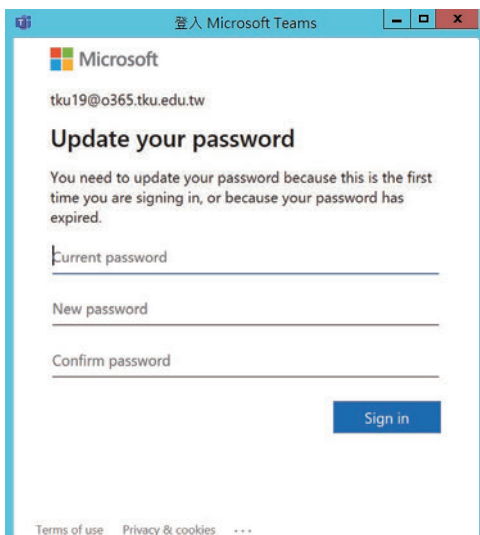 登入 Microsoft Teams
Microsoft
tku19@o365.tku.edu.tw
Update your password
You need to update your password because this is the first
time you are signing in, or because your password has
expired.
Current password
New password
Confirm password
Sign in
Terms of use Privacy & cookies ...